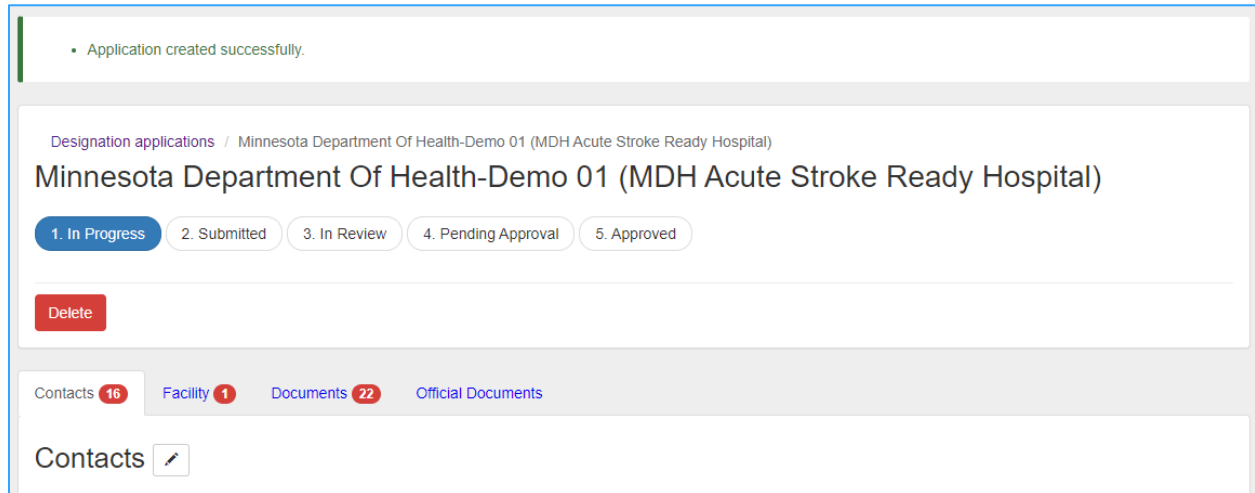 Application created successfully.
Designation applications / Minnesota Department Of Health-Demo 01 (MDH Acute Stroke Ready Hospital)
Minnesota Department Of Health-Demo 01 (MDH Acute Stroke Ready Hospital)
1. In Progress 2. Submitted 3. In Review 4. Pending Approval 5. Approved
Delete
Contacts 16 Facility 1 Documents 22 Official Documents
Contacts